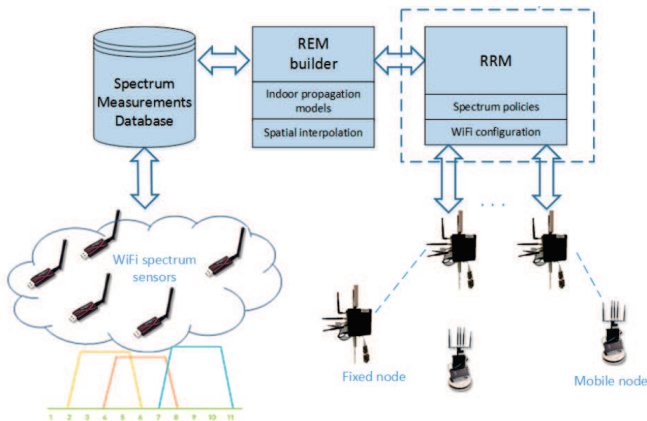 Spectrum
Measurements
Database
REM
builder
Indoor propagation
models
Spatial interpolation
RRM
Spectrum policies
WiFi configuration
WiFi spectrum
sensors
. . .
Fixed node
Mobile node
1 2 3 4 5 6 7 8 9 10 11